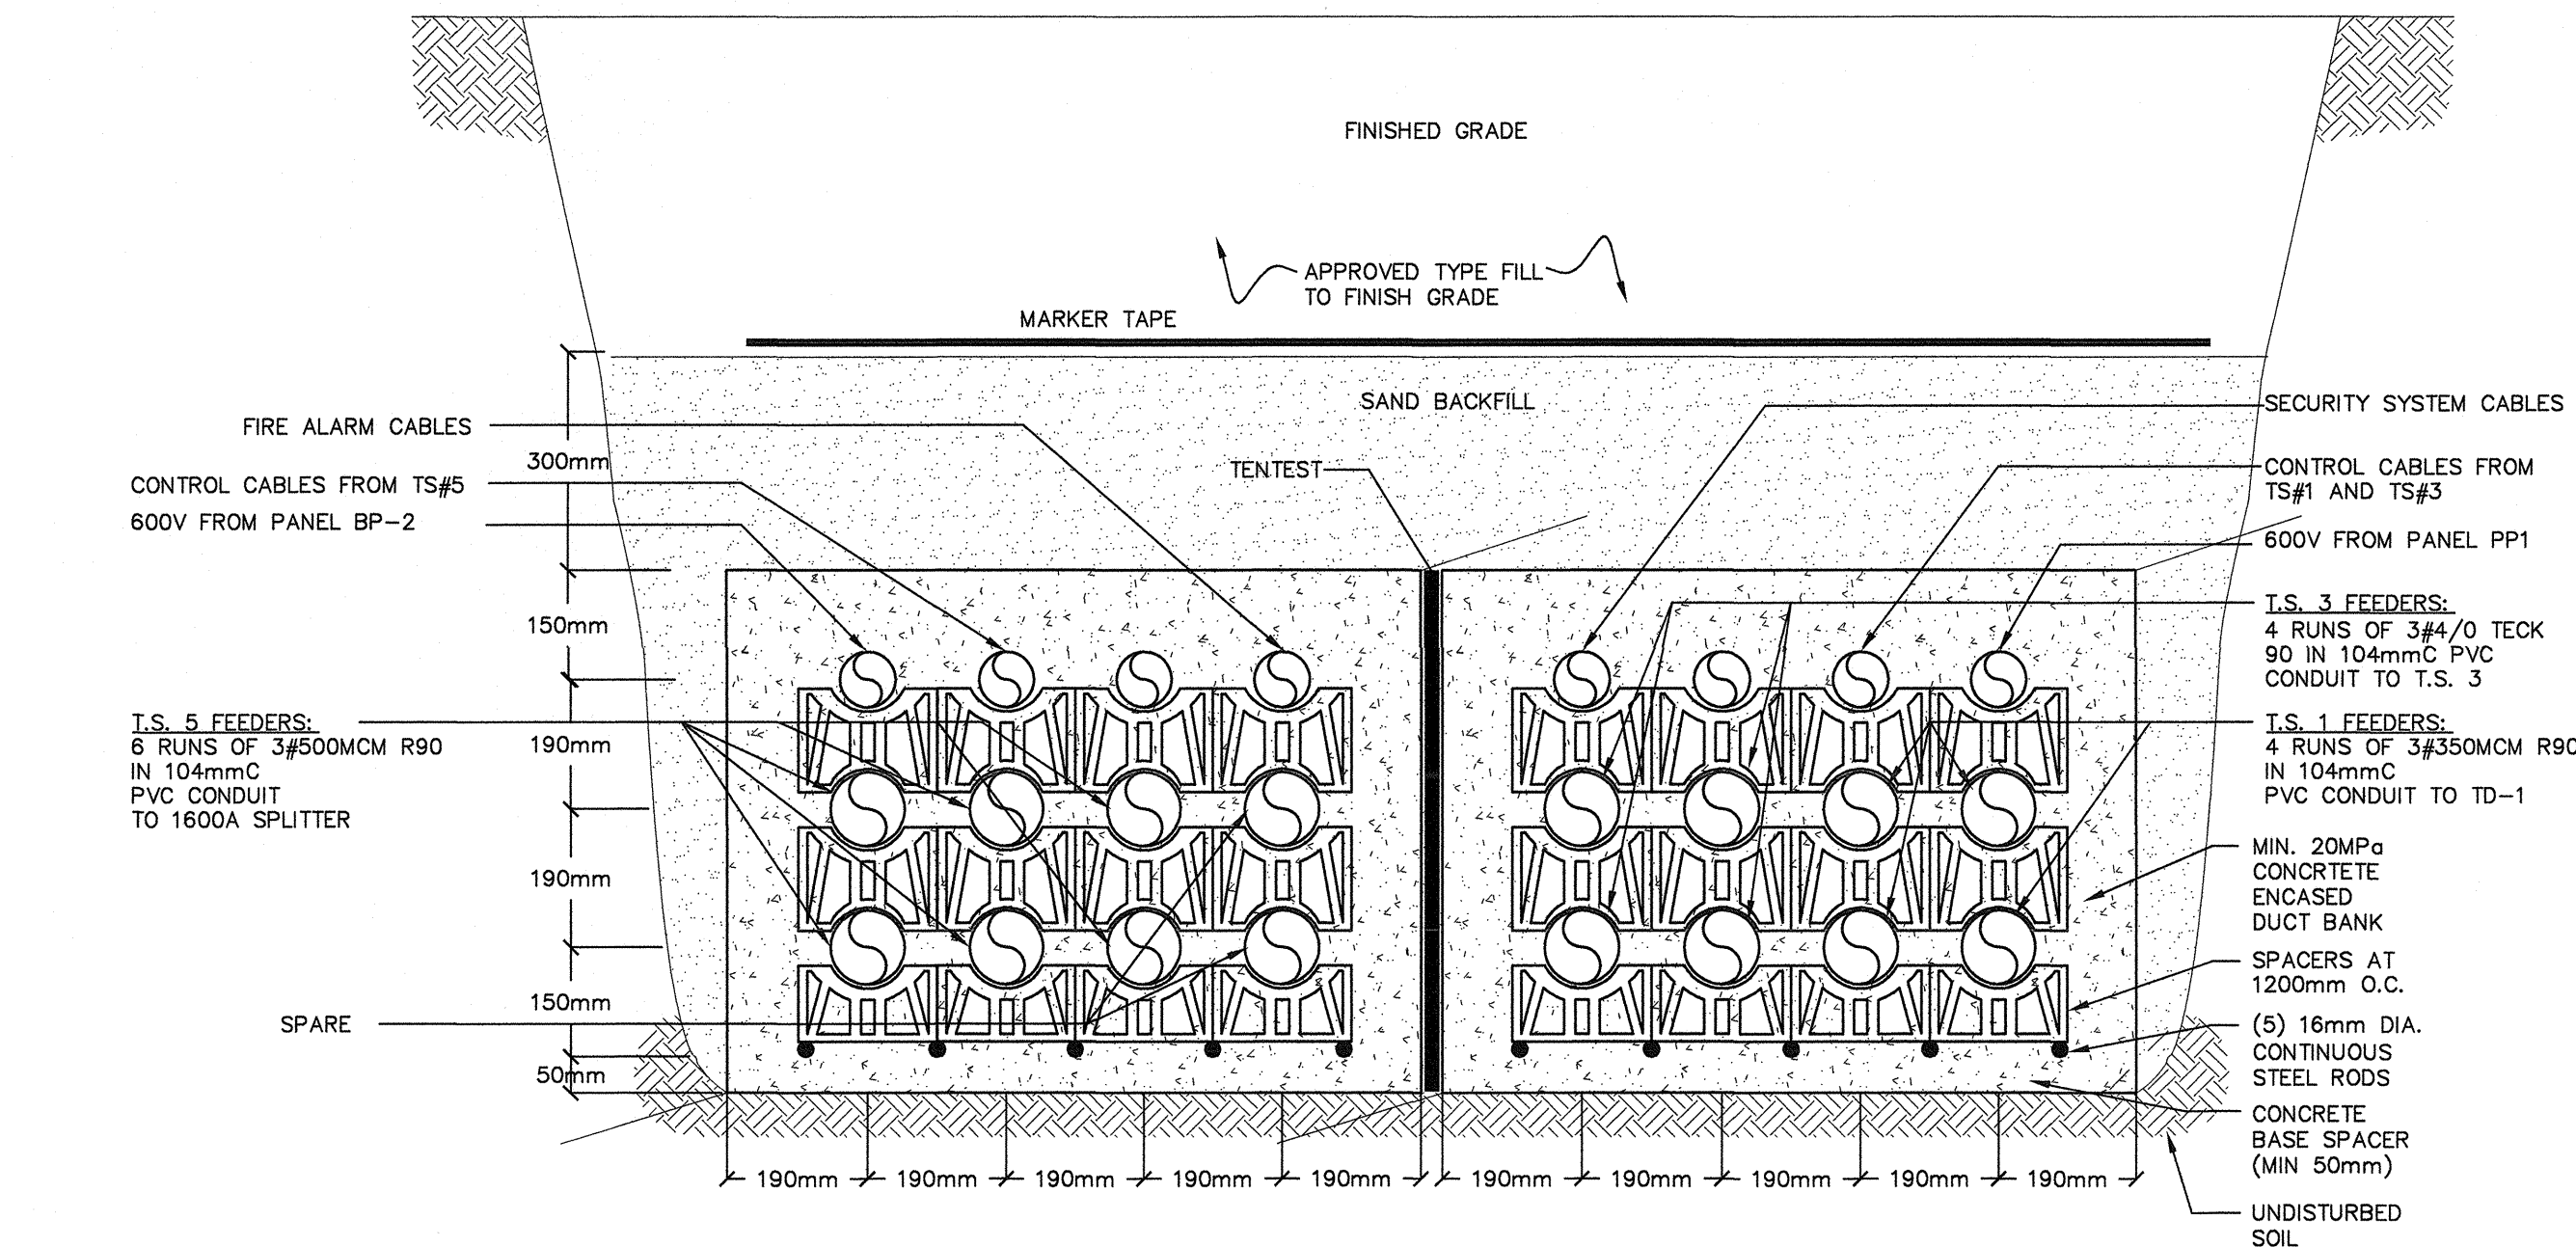 FINISHED GRADE
APPROVED TYPE FILL
TO FINISH GRADE
MARKER TAPE
SAND BACKFILL
TENTEST
FIRE ALARM CABLES
300mm
CONTROL CABLES FROM TS#5
600V FROM PANEL BP-2
150mm
T.S. 5 FEEDERS:
6 RUNS OF 3#500MCM R90
IN 104mmC
PVC CONDUIT
TO 1600A SPLITTER
190mm
190mm
150mm
SPARE
50mm
SECURITY SYSTEM CABLES
CONTROL CABLES FROM
TS#1 AND TS#3
600V FROM PANEL PP1
T.S. 3 FEEDERS:
4 RUNS OF 3#4/0 TECK
90 IN 104mmC PVC
CONDUIT TO T.S. 3
T.S. 1 FEEDERS:
4 RUNS OF 3#350MCM R90
IN 104mmC
PVC CONDUIT TO TD-1
MIN. 20MPa
CONCRTETE
ENCASED
DUCT BANK
SPACERS AT
1200mm O.C.
(5) 16mm DIA.
CONTINUOUS
STEEL RODS
CONCRETE
BASE SPACER
(MIN 50mm)
UNDISTURBED
SOIL
190mm 190mm 190mm 190mm 190mm 190mm 190mm 190mm 190mm 190mm